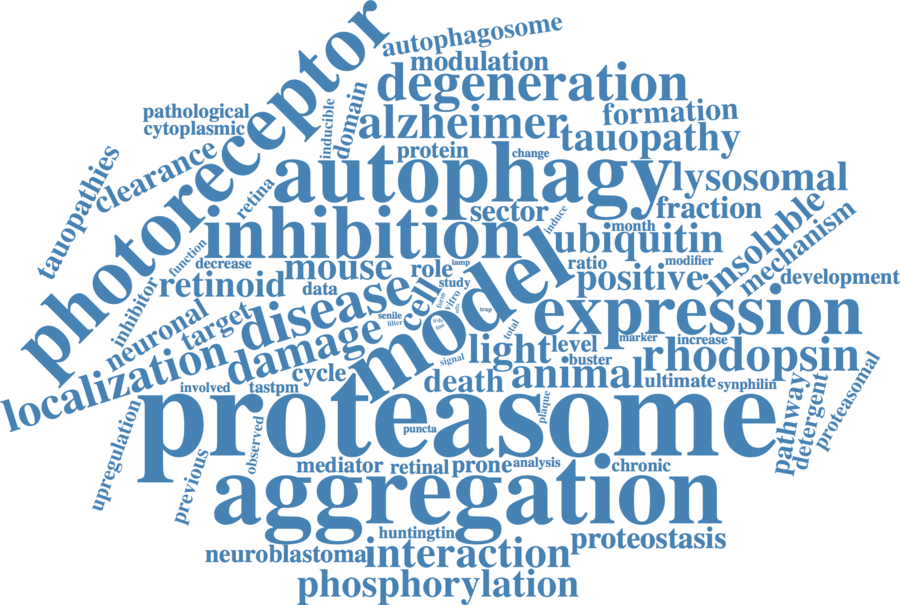 autophagosome
modulation
photoreceptor
degeneration
pathological
cytoplasmic
inducible
domain
alzheimer
formation
tauopathy
tauopathies
clearance
protein
change
retina
autophagy
lysosomal
sector
fraction
induce
month
insoluble
mechanism
inhibition
ubiquitin
function
decrease
mouse
role
lamp
ratio
modifier
retinoid
data
study
positive
development
inhibitor
neuronal
target
disease
cell
vitro
form
model
expression
senile
filter
line
trap
total
localization
damage
signal
light
level
marker
increase
buster
rhodopsin
involved
tastpm
cycle
death
animal
ultimate
synphilin
proteasomal
proteasome
plaque
puncta
pathway
detergent
upregulation
previous
observed
mediator
retinal
prone
analysis
chronic
aggregation
huntingtin
proteostasis
neuroblastoma
interaction
phosphorylation